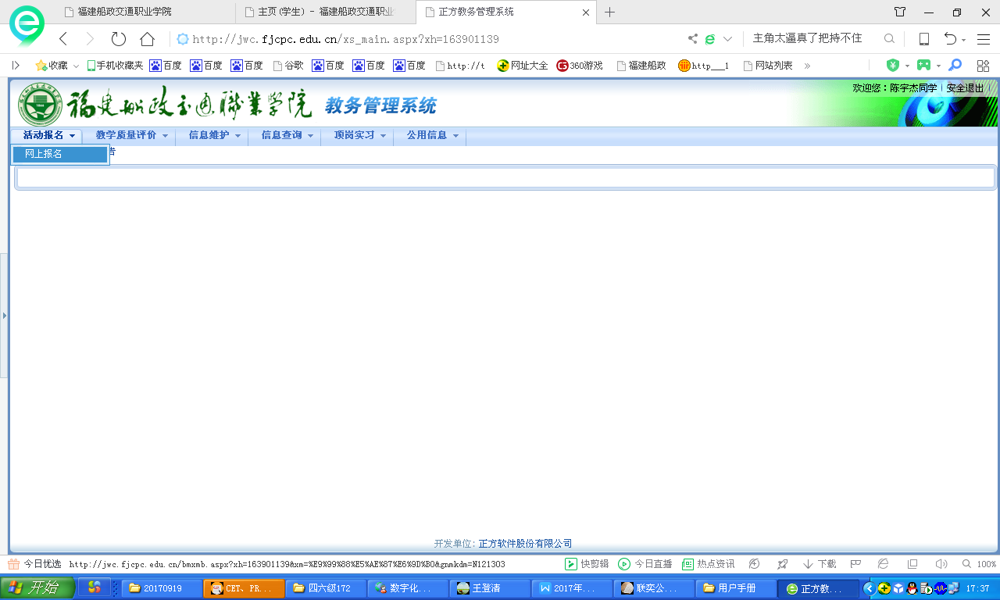 福建船政交通职业学院
主页(学生) - 福建船政交通职业
正方教务管理系统
http://jwc.fjcpc.edu.cn/xs_main.aspx?xh=163901139
主角太逼真了把持不住
收藏 手机收藏夹 百度 百度 百度 谷歌 百度 百度 百度 http://t 网址大全 360游戏 福建船政 http___1 网站列表 »
福建船政交通職業学院 教务管理系统
欢迎您：陈宇杰同学 安全退出
活动报名 教学质量评价 信息维护 信息查询 顶岗实习 公用信息
网上报名
开发单位：正方软件股份有限公司
今日优选 http://jwc.fjcpc.edu.cn/bmxmb.aspx?xh=163901139&xm=%E9%99%88%E5%AE%87%E6%9D%B0&gnmkdm=N121303 快剪辑 今日直播 热点资讯 下载 100%
开始 20170919 CET、PR... 四六级172 数字化... 王登清 2017年... 联奕公... 用户手册 正方教... 17:37